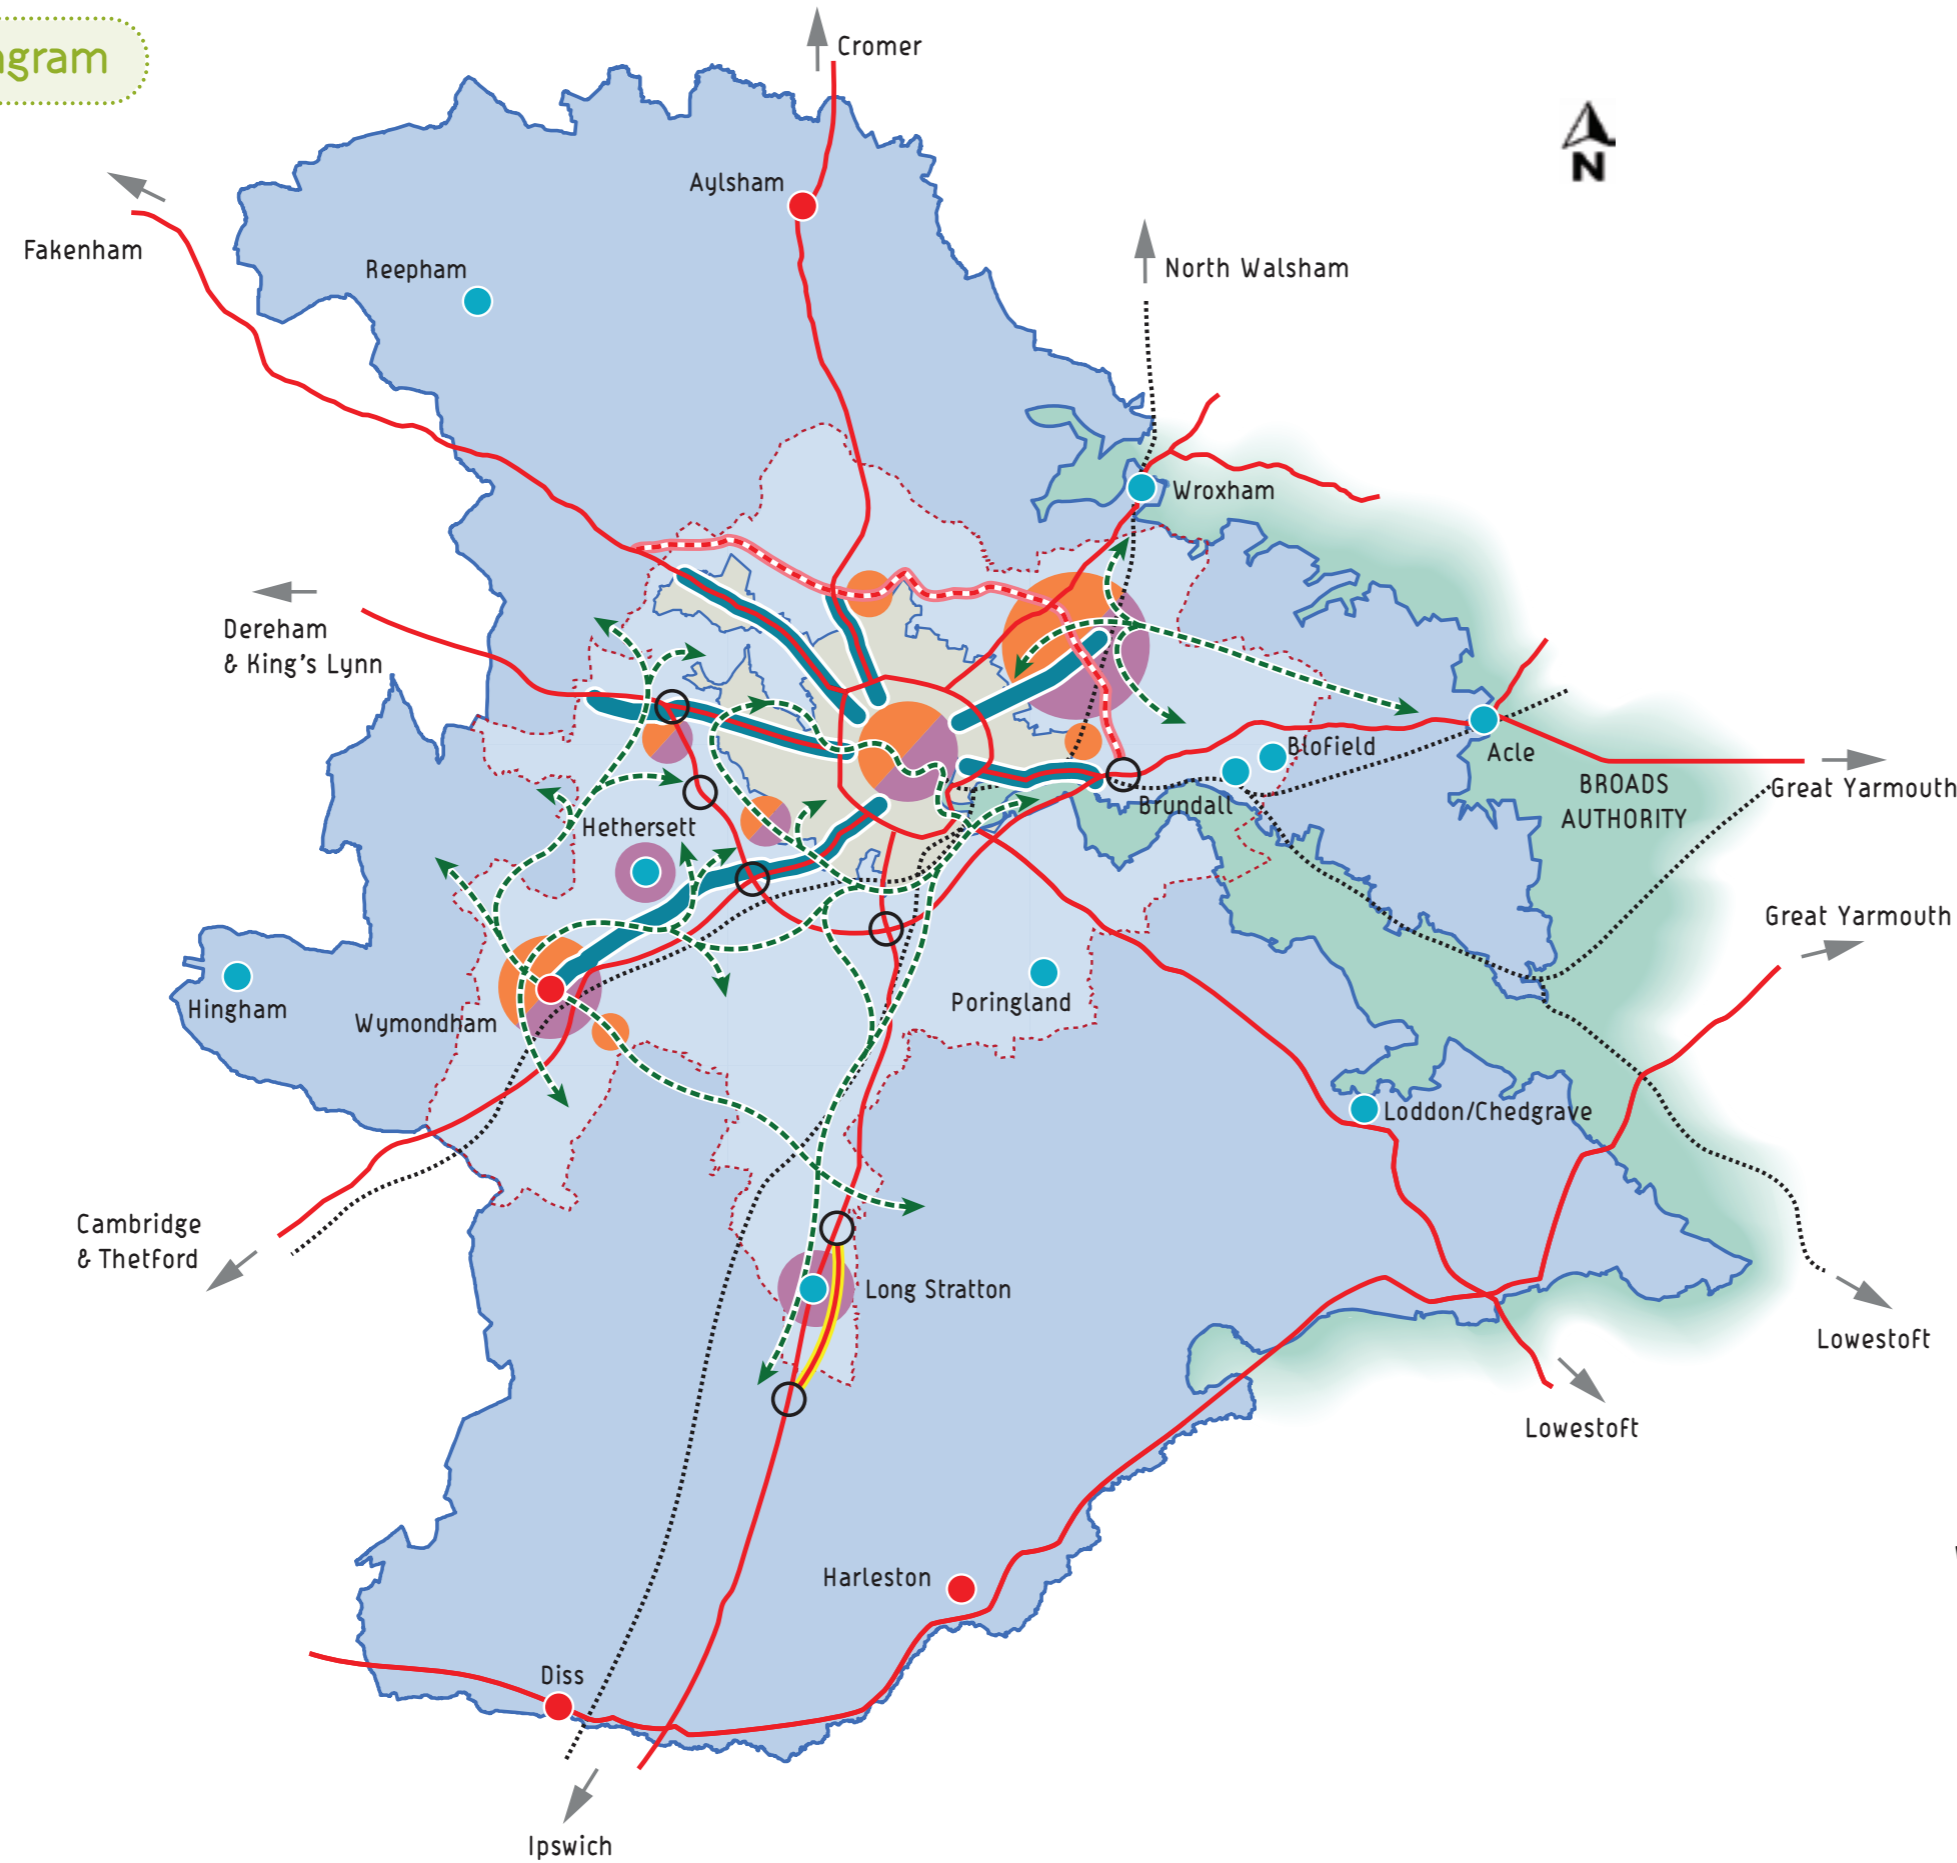 Cromer
Aylsham
Fakenham
Reepham
North Walsham
N
Wroxham
Dereham
& King's Lynn
Blofield
Acle
BROADS
AUTHORITY
Great Yarmouth
Brundall
Hethersett
Great Yarmouth
Hingham
Wymondham
Poringland
Loddon/Chedgrave
Cambridge
& Thetford
Long Stratton
Lowestoft
Lowestoft
Harleston
Diss
Ipswich